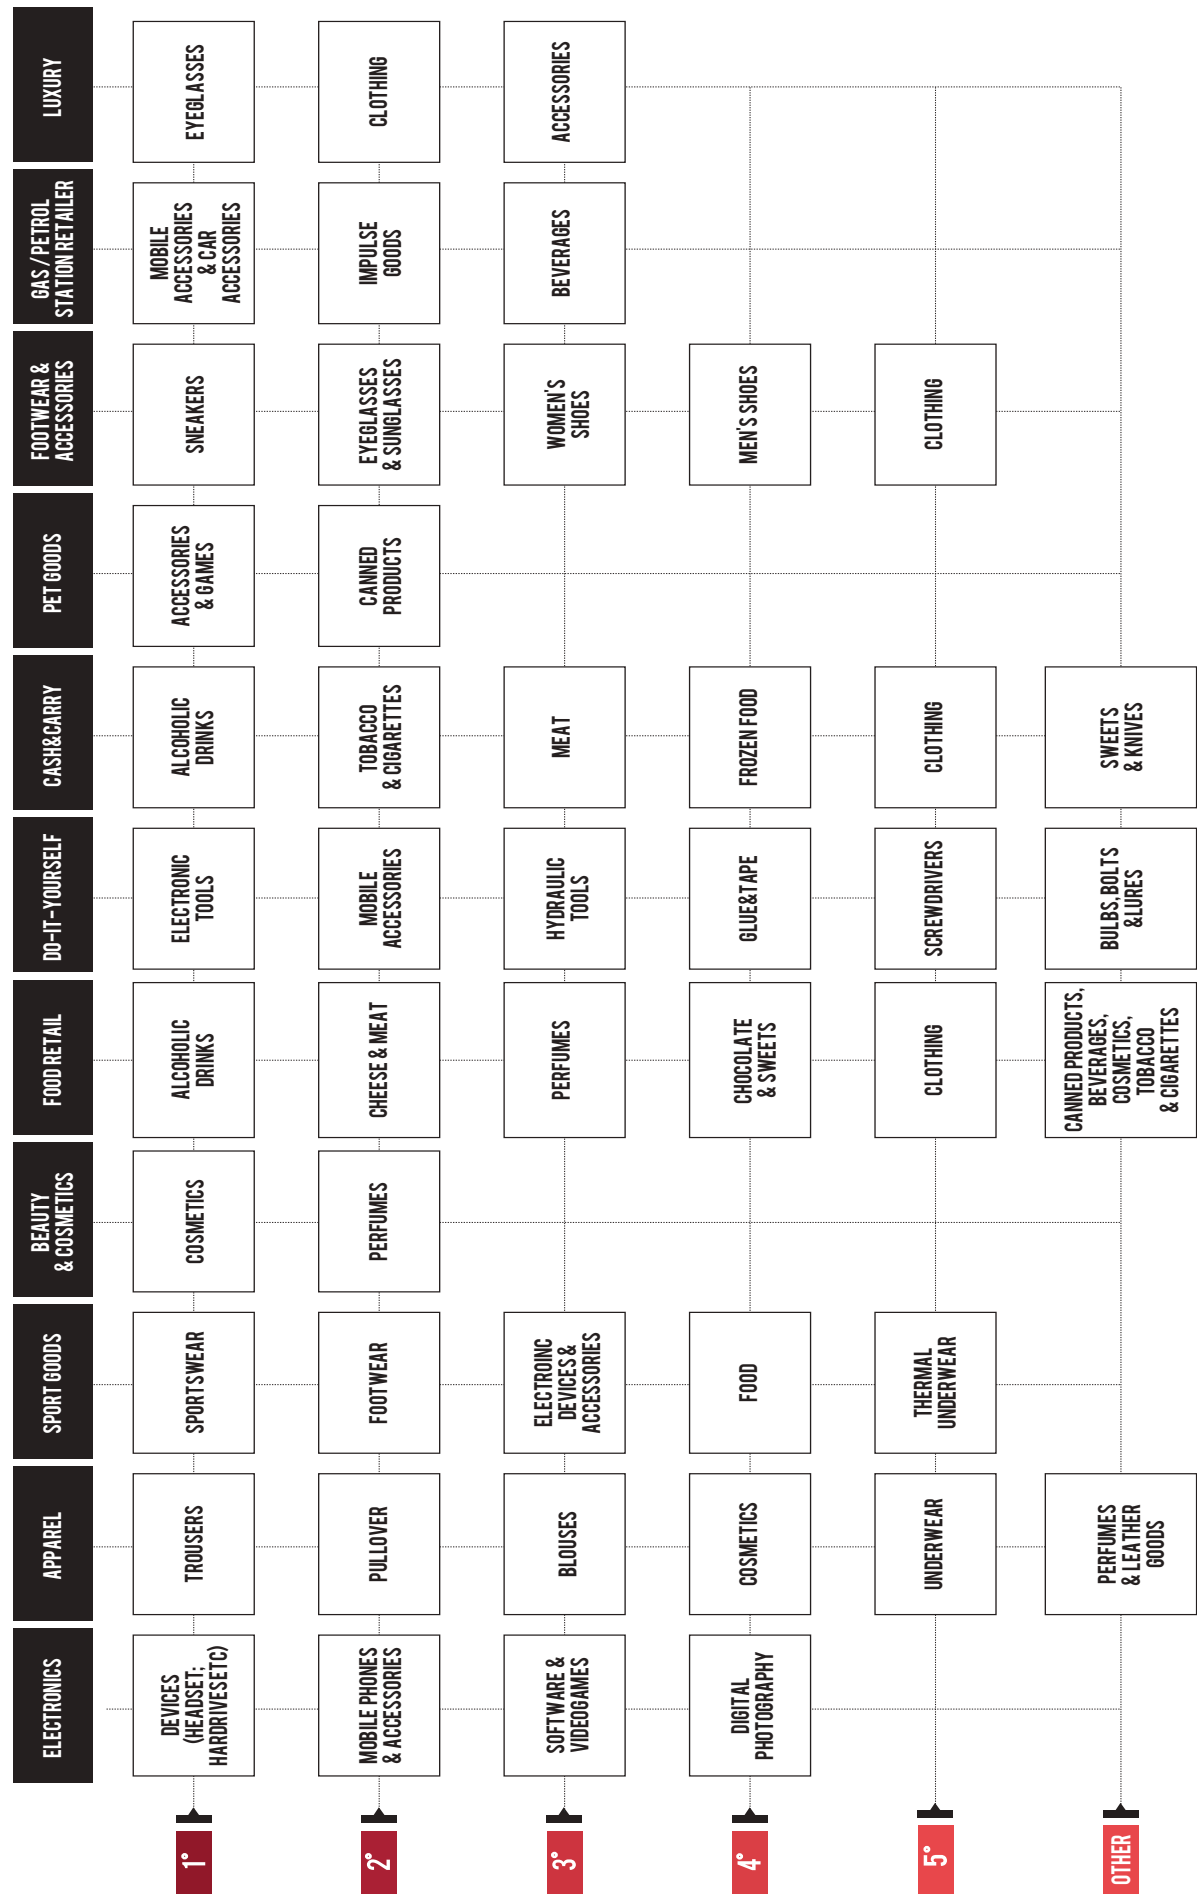 ELECTRONICS
APPAREL
SPORT GOODS
BEAUTY
& COSMETICS
FOOD RETAIL
DO-IT-YOURSELF
CASH&CARRY
PET GOODS
FOOTWEAR &
ACCESSORIES
GAS / PETROL
STATION RETAILER
LUXURY
1°
DEVICES
(HEADSET;
HARDRIVESETC)
TROUSERS
SPORTSWEAR
COSMETICS
ALCOHOLIC
DRINKS
ELECTRONIC
TOOLS
ALCOHOLIC
DRINKS
ACCESSORIES
& GAMES
SNEAKERS
MOBILE
ACCESSORIES
& CAR
ACCESSORIES
EYEGLASSES
2°
MOBILE PHONES
& ACCESSORIES
PULLOVER
FOOTWEAR
PERFUMES
CHEESE & MEAT
MOBILE
ACCESSORIES
TOBACCO
& CIGARETTES
CANNED
PRODUCTS
EYEGLASSES
& SUNGLASSES
IMPULSE
GOODS
CLOTHING
3°
SOFTWARE &
VIDEOGAMES
BLOUSES
ELECTROINC
DEVICES &
ACCESSORIES
PERFUMES
HYDRAULIC
TOOLS
MEAT
WOMEN'S
SHOES
BEVERAGES
ACCESSORIES
4°
DIGITAL
PHOTOGRAPHY
COSMETICS
FOOD
CHOCOLATE
& SWEETS
GLUE&TAPE
FROZEN FOOD
MEN'S SHOES
5°
UNDERWEAR
THERMAL
UNDERWEAR
CLOTHING
SCREWDRIVERS
CLOTHING
CLOTHING
OTHER
PERFUMES
& LEATHER
GOODS
CANNED PRODUCTS,
BEVERAGES,
COSMETICS,
TOBACCO
& CIGARETTES
BULBS, BOLTS
&LURES
SWEETS
& KNIVES